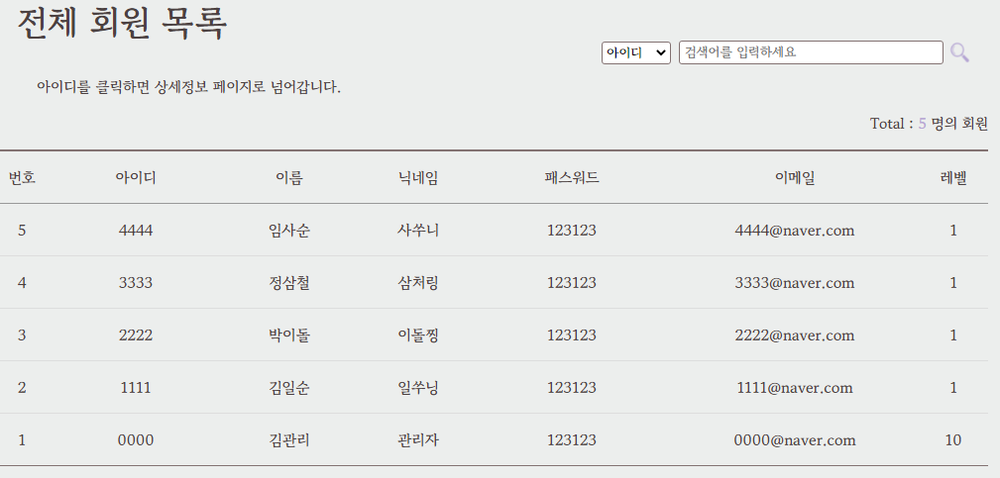 전체 회원 목록
아이디 검색어를 입력하세요
아이디를 클릭하면 상세정보 페이지로 넘어갑니다.
Total : 5 명의 회원
번호 아이디 이름 닉네임 패스워드 이메일 레벨
5 4444 임사순 사쑤니 123123 4444@naver.com 1
4 3333 정삼철 삼처링 123123 3333@naver.com 1
3 2222 박이돌 이돌찡 123123 2222@naver.com 1
2 1111 김일순 일쑤닝 123123 1111@naver.com 1
1 0000 김관리 관리자 123123 0000@naver.com 10